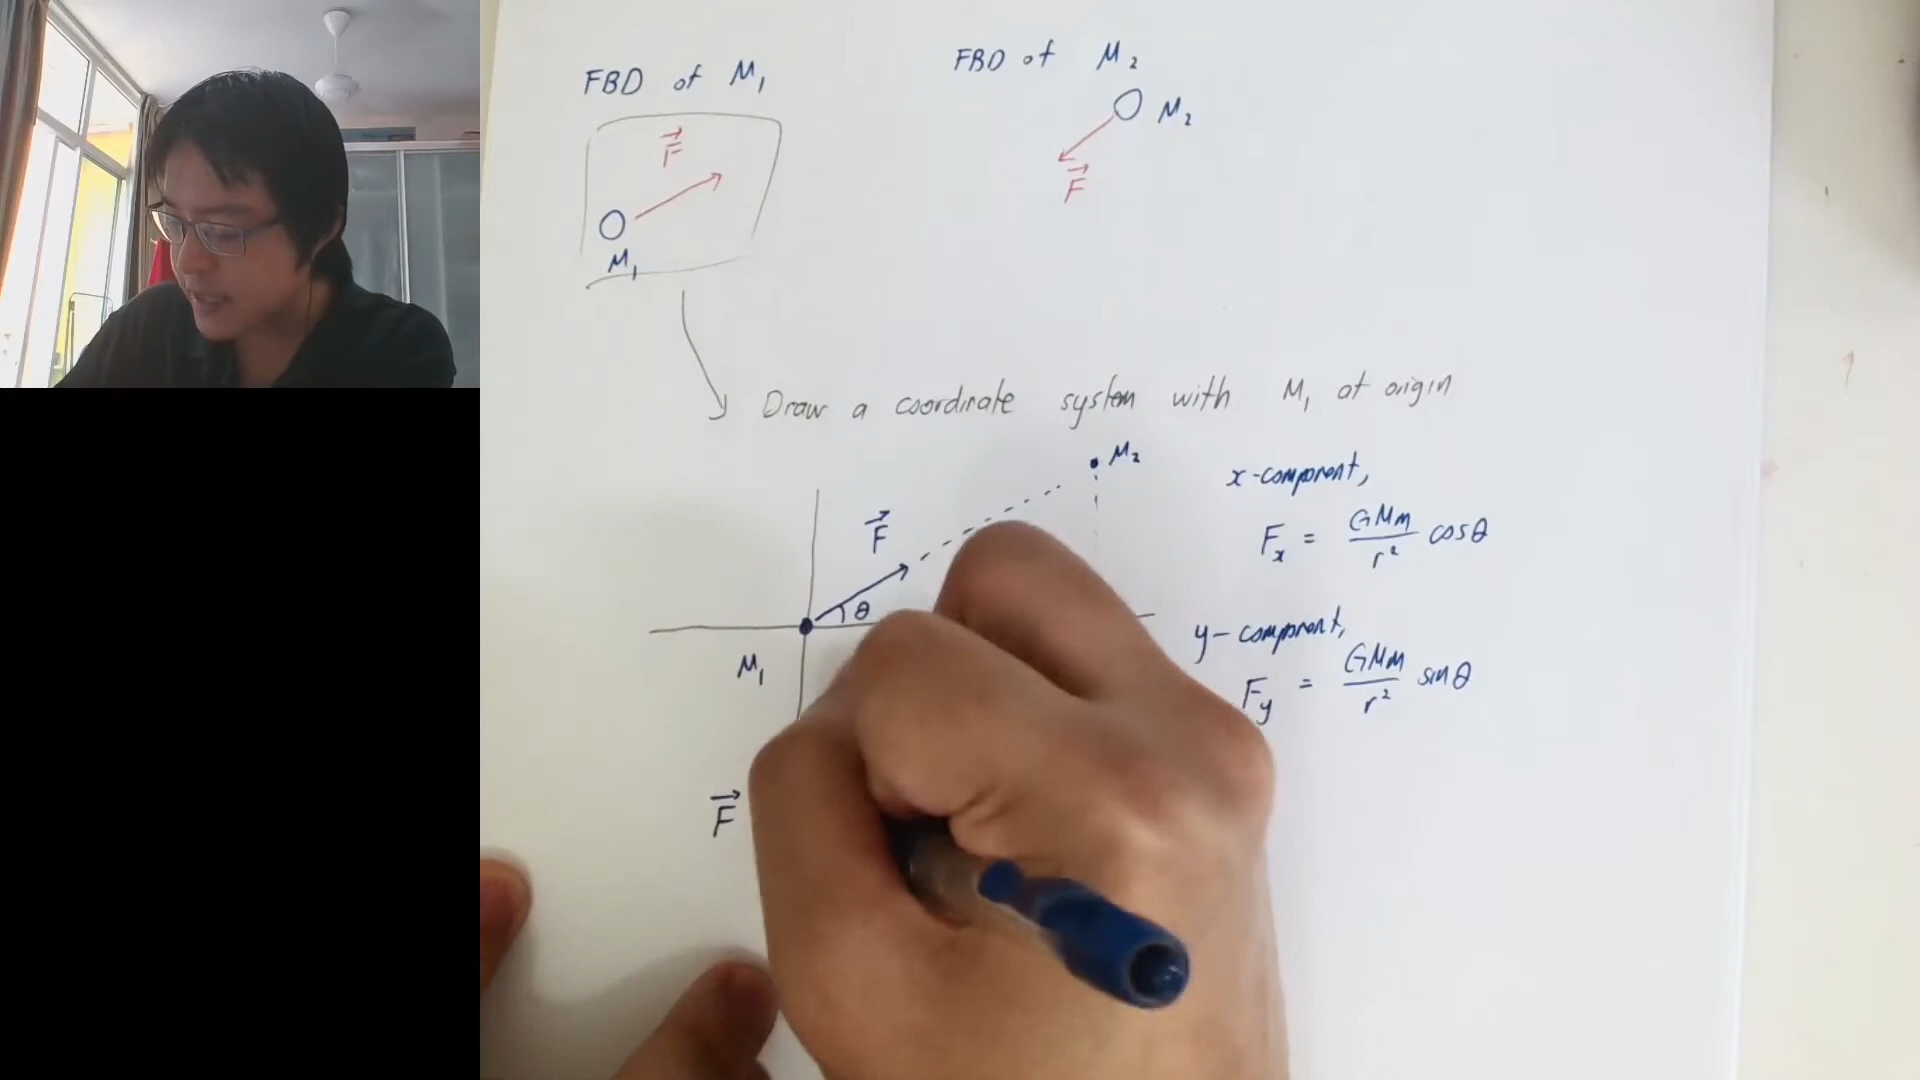 FBD of M₁
F⃗
M₁
FBD of M₂
M₂
F⃗
Draw a coordinate system with M₁ at origin
M₂
F⃗
θ
M₁
x-component,
Fₓ = GMm/r² cosθ
y-component,
F_y = GMm/r² sinθ
F⃗